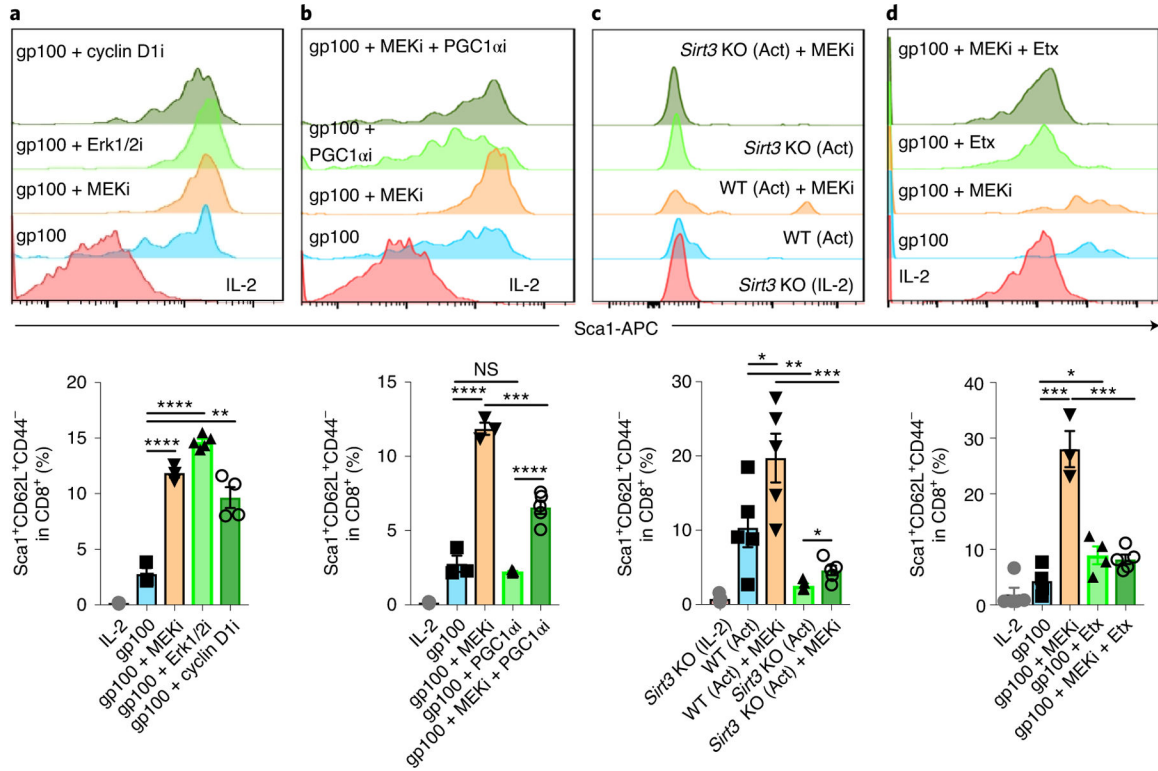 a
b
c
d
gp100 + cyclin D1i
gp100 + Erk1/2i
gp100 + MEKi
gp100
IL-2
gp100 + MEKi + PGC1αi
gp100 +
PGC1αi
gp100 + MEKi
gp100
IL-2
Sirt3 KO (Act) + MEKi
Sirt3 KO (Act)
WT (Act) + MEKi
WT (Act)
Sirt3 KO (IL-2)
gp100 + MEKi + Etx
gp100 + Etx
gp100 + MEKi
gp100
IL-2
Sca1-APC
Sca1⁺CD62L⁺CD44⁻
in CD8⁺ (%)
20
15
10
5
0
****
**
****
IL-2
gp100
gp100 + MEKi
gp100 + Erk1/2i
gp100 + cyclin D1i
Sca1⁺CD62L⁺CD44⁻
in CD8⁺ (%)
15
10
5
0
NS
****
***
****
IL-2
gp100
gp100 + MEKi
gp100 + PGC1αi
gp100 + MEKi + PGC1αi
Sca1⁺CD62L⁺CD44⁻
in CD8⁺ (%)
30
20
10
0
*
**
***
*
Sirt3 KO (IL-2)
WT (Act)
WT (Act) + MEKi
Sirt3 KO (Act)
Sirt3 KO (Act) + MEKi
Sca1⁺CD62L⁺CD44⁻
in CD8⁺ (%)
40
30
20
10
0
*
***
***
IL-2
gp100
gp100 + MEKi
gp100 + Etx
gp100 + MEKi + Etx